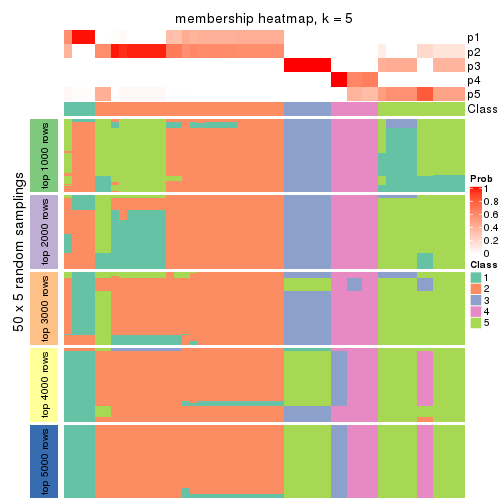 membership heatmap, k = 5
p1
p2
p3
p4
p5
Class
50 x 5 random samplings
top 1000 rows
top 2000 rows
top 3000 rows
top 4000 rows
top 5000 rows
Prob
1
0.8
0.6
0.4
0.2
0
Class
1
2
3
4
5